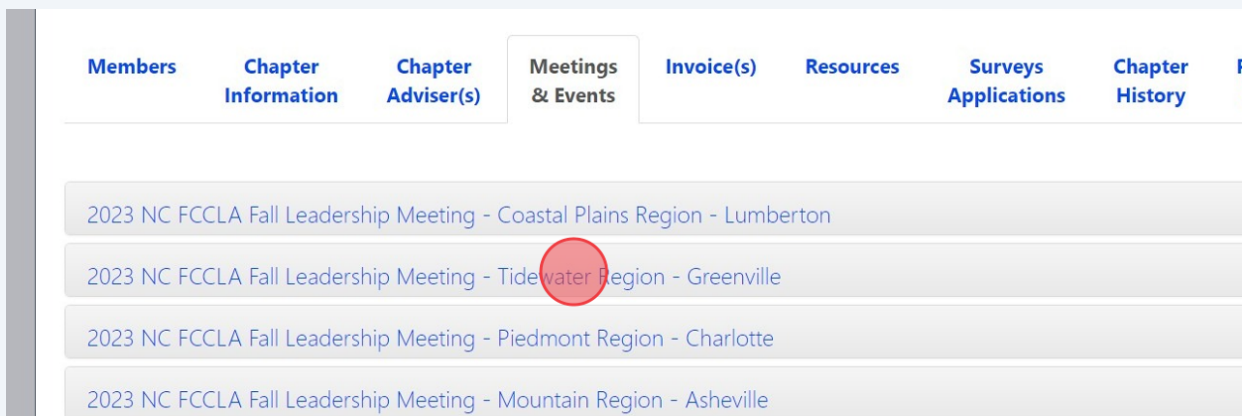 Members
Chapter
Information
Chapter
Adviser(s)
Meetings
& Events
Invoice(s)
Resources
Surveys
Applications
Chapter
History
2023 NC FCCLA Fall Leadership Meeting - Coastal Plains Region - Lumberton
2023 NC FCCLA Fall Leadership Meeting - Tidewater Region - Greenville
2023 NC FCCLA Fall Leadership Meeting - Piedmont Region - Charlotte
2023 NC FCCLA Fall Leadership Meeting - Mountain Region - Asheville